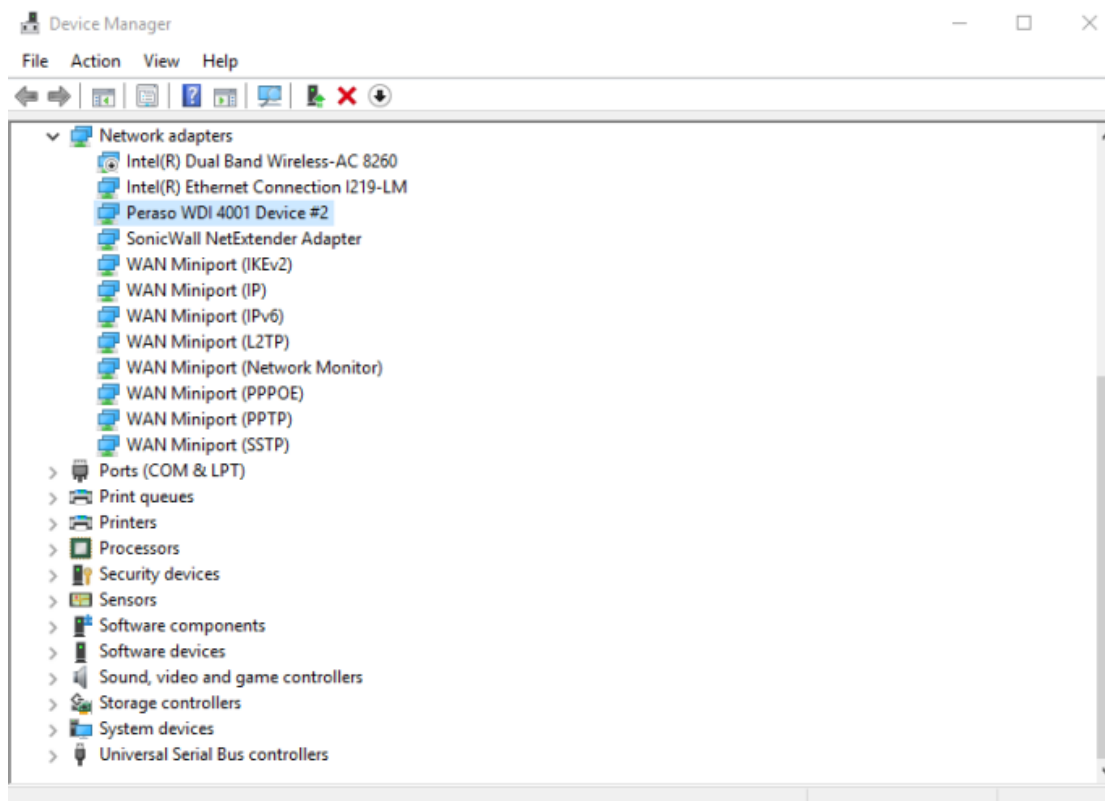 Device Manager
File Action View Help
Network adapters
Intel(R) Dual Band Wireless-AC 8260
Intel(R) Ethernet Connection I219-LM
Peraso WDI 4001 Device #2
SonicWall NetExtender Adapter
WAN Miniport (IKEv2)
WAN Miniport (IP)
WAN Miniport (IPv6)
WAN Miniport (L2TP)
WAN Miniport (Network Monitor)
WAN Miniport (PPPOE)
WAN Miniport (PPTP)
WAN Miniport (SSTP)
Ports (COM & LPT)
Print queues
Printers
Processors
Security devices
Sensors
Software components
Software devices
Sound, video and game controllers
Storage controllers
System devices
Universal Serial Bus controllers